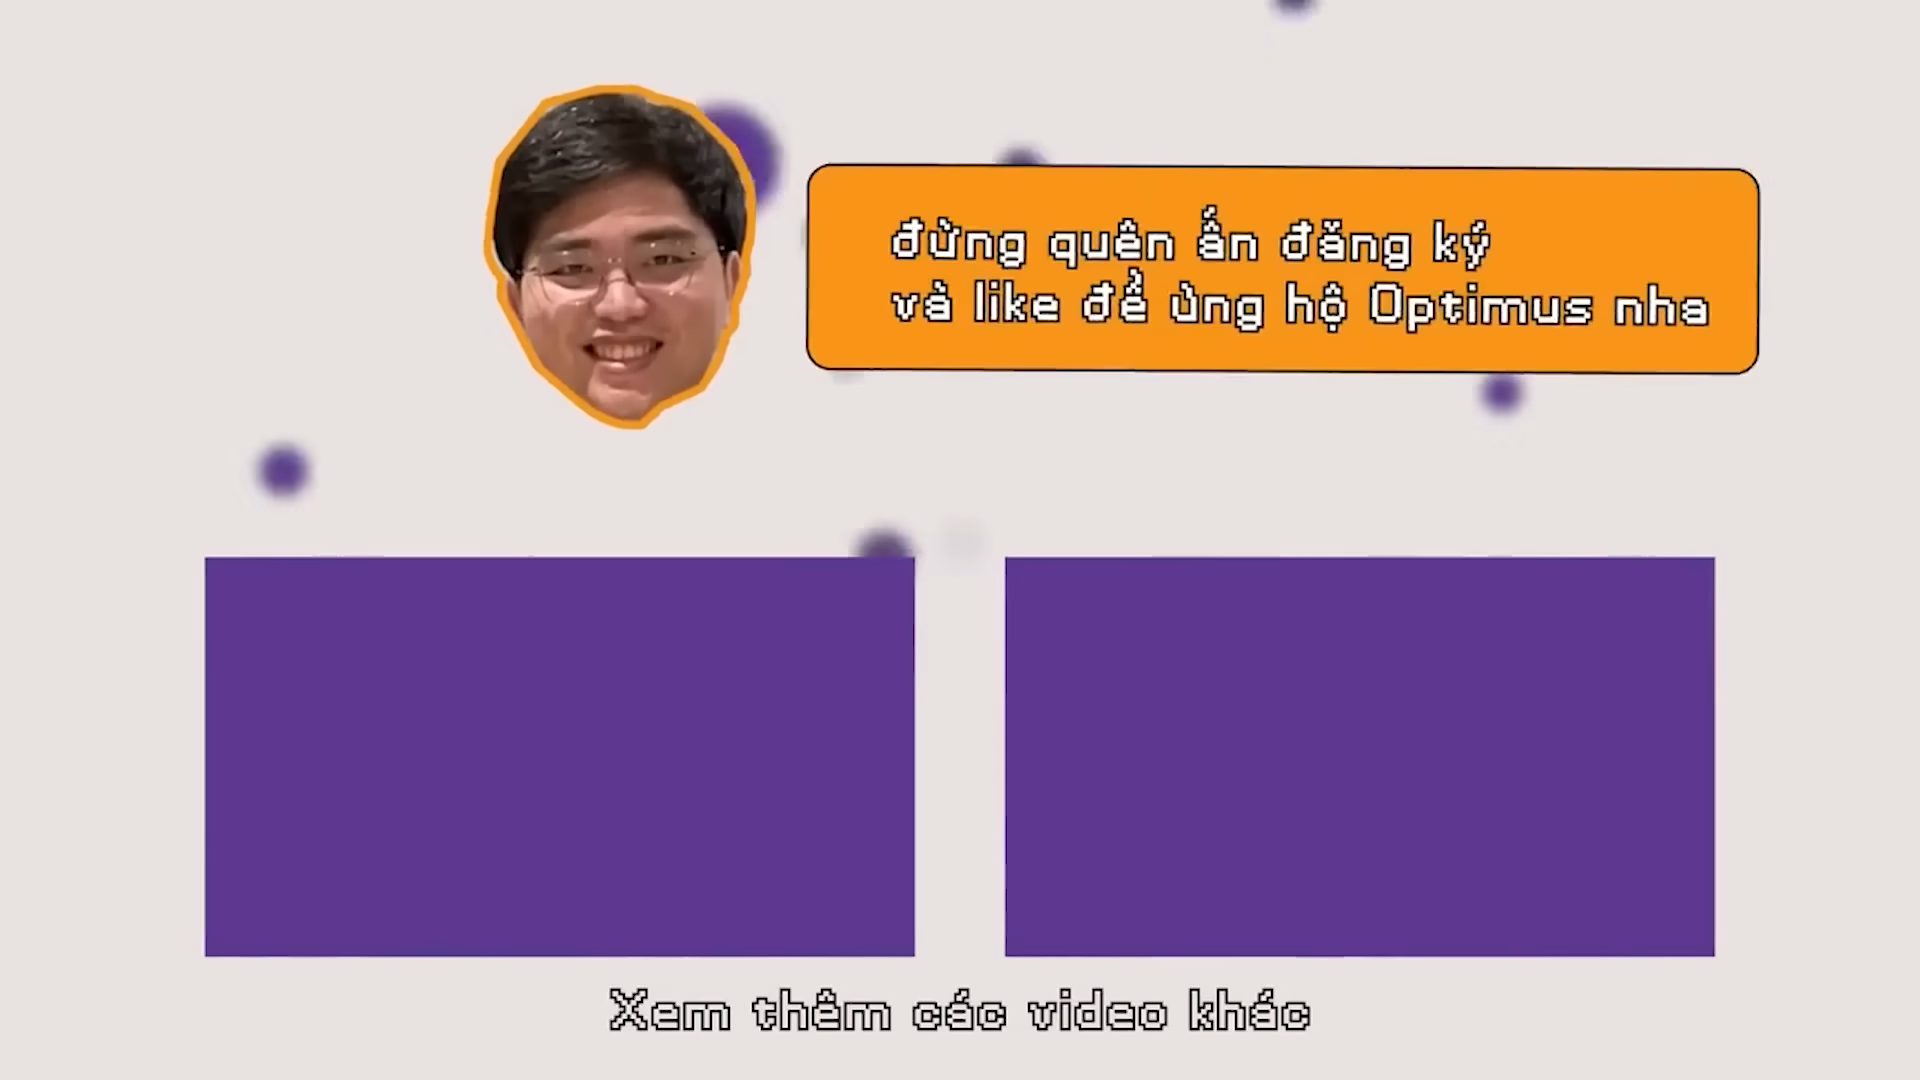 đừng quên ấn đăng ký
và like để ủng hộ Optimus nha
Xem thêm các video khác